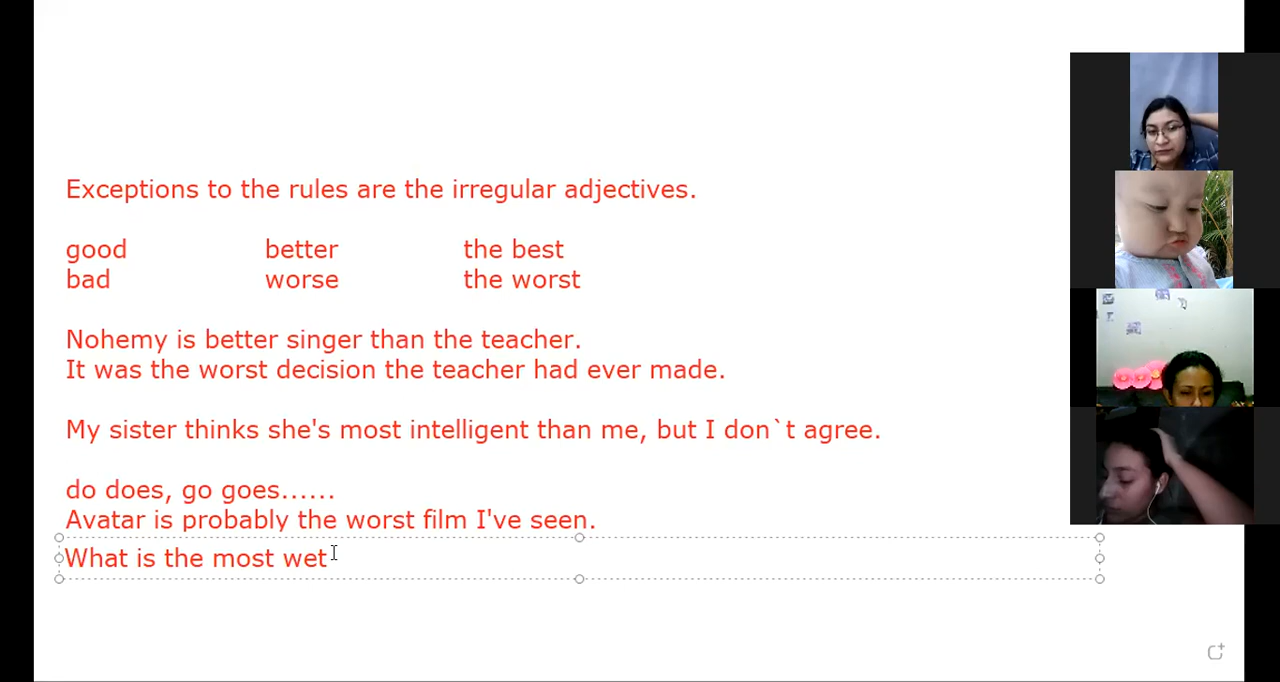 Exceptions to the rules are the irregular adjectives.
good better the best
bad worse the worst
Nohemy is better singer than the teacher.
It was the worst decision the teacher had ever made.
My sister thinks she's most intelligent than me, but I don`t agree.
do does, go goes......
Avatar is probably the worst film I've seen.
What is the most wet